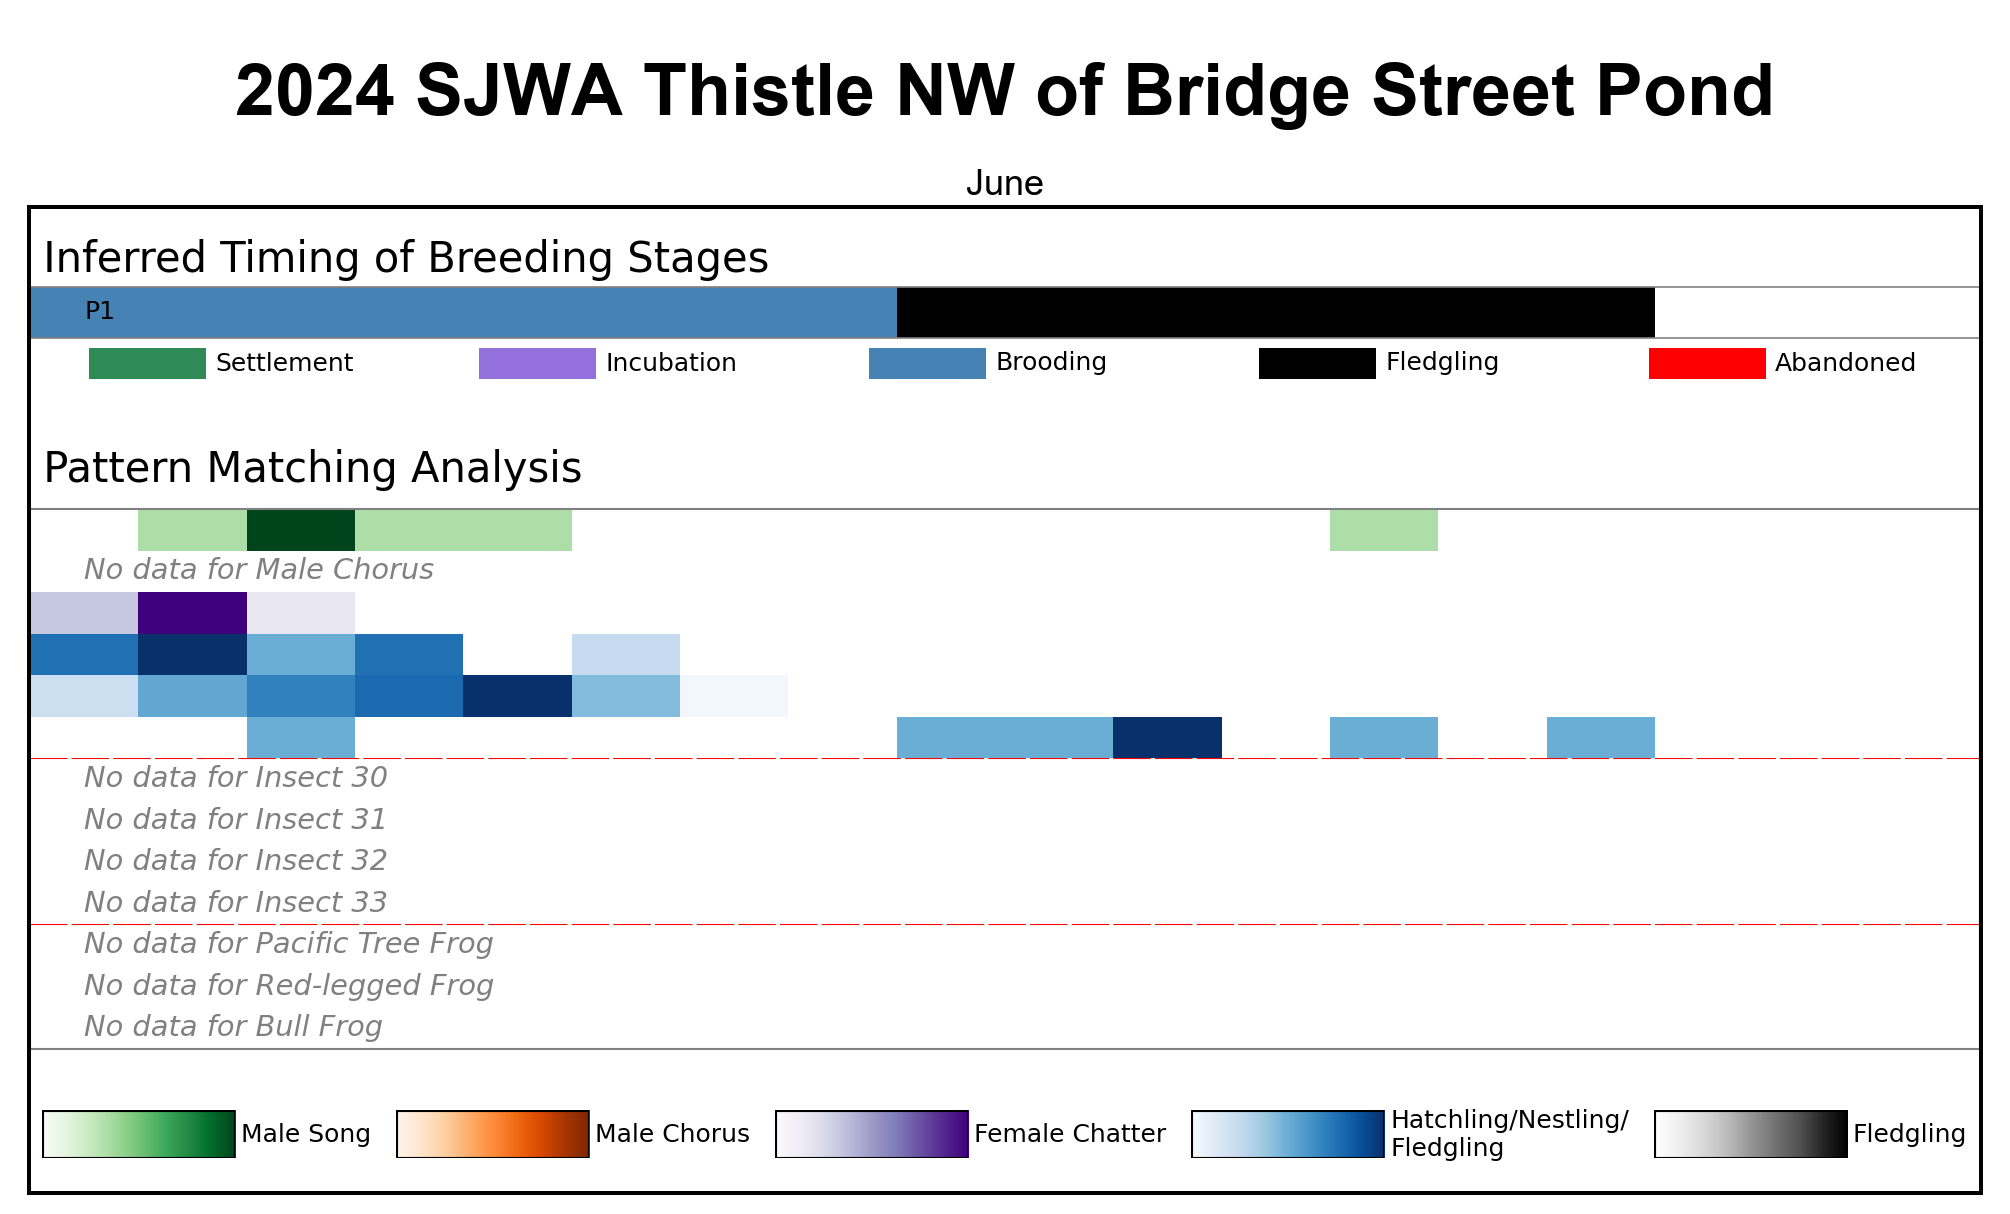 2024 SJWA Thistle NW of Bridge Street Pond
June
Inferred Timing of Breeding Stages
P1
Settlement Incubation Brooding Fledgling Abandoned
Pattern Matching Analysis
No data for Male Chorus
No data for Insect 30
No data for Insect 31
No data for Insect 32
No data for Insect 33
No data for Pacific Tree Frog
No data for Red-legged Frog
No data for Bull Frog
Male Song Male Chorus Female Chatter Hatchling/Nestling/
Fledgling Fledgling